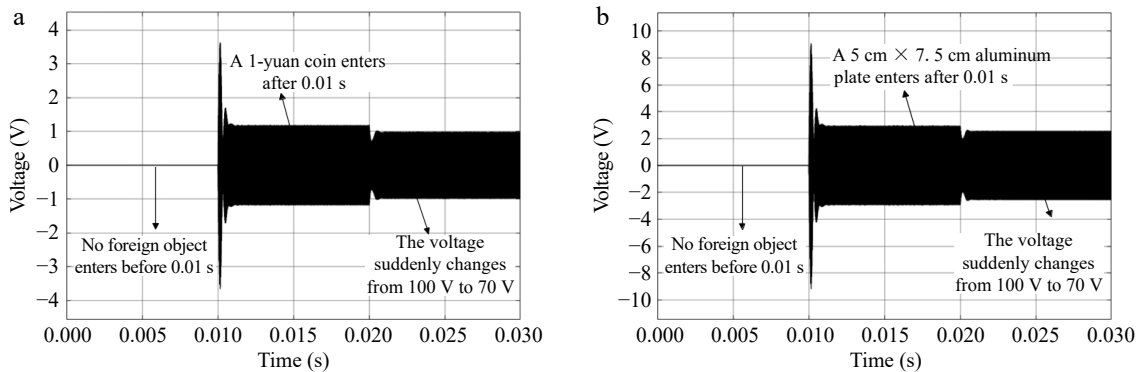 a
4
3
2
1
0
−1
−2
−3
−4
Voltage (V)
A 1-yuan coin enters
after 0.01 s
No foreign object
enters before 0.01 s
The voltage
suddenly changes
from 100 V to 70 V
0.000
0.005
0.010
0.015
0.020
0.025
0.030
Time (s)
b
10
8
6
4
2
0
−2
−4
−6
−8
−10
Voltage (V)
A 5 cm × 7. 5 cm aluminum
plate enters after 0.01 s
No foreign object
enters before 0.01 s
The voltage
suddenly changes
from 100 V to 70 V
0.000
0.005
0.010
0.015
0.020
0.025
0.030
Time (s)